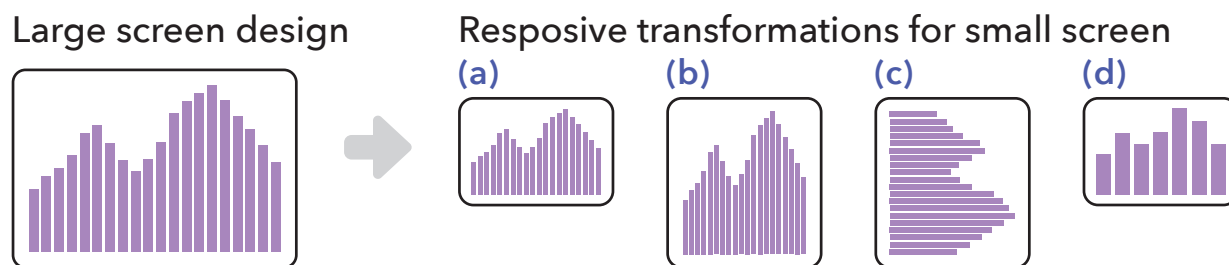 Large screen design
Resposive transformations for small screen
(a) (b) (c) (d)